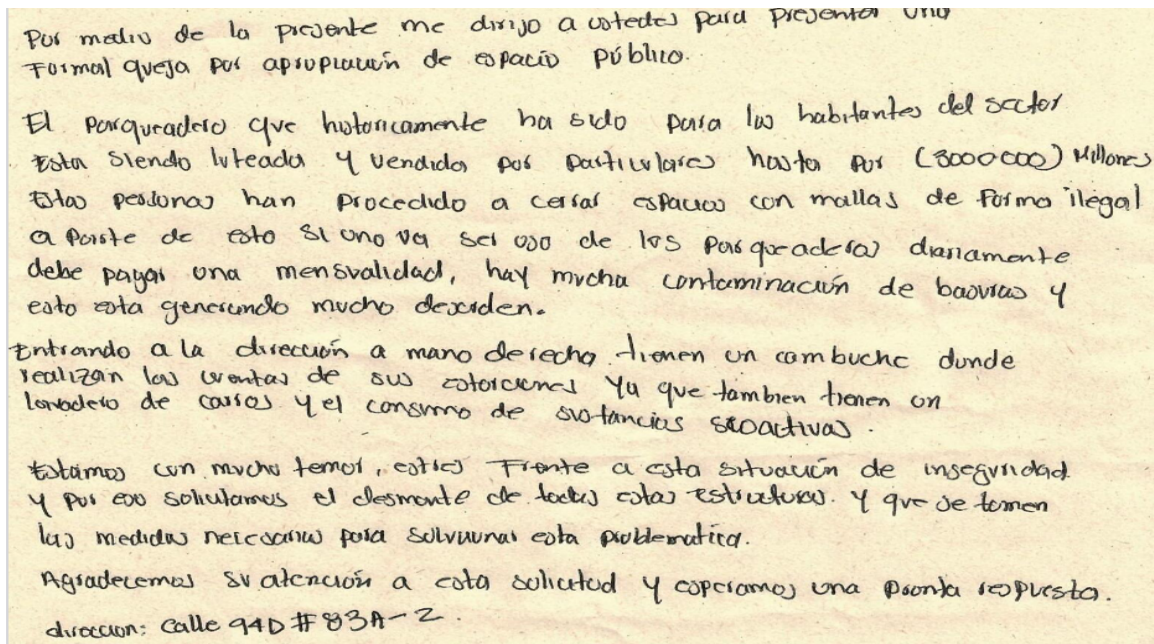 Por medio de la presente me dirijo a ustedes para presentar una
Formal queja por apropiación de espacio público.
El parqueadero que historicamente ha sido para los habitantes del sector
Esta siendo loteada y vendida por particulares hasta por (3000000) Millones
Estas personas han procedido a cerrar espacios con mallas de forma ilegal
a parte de esto si uno va ser uso de los parqueaderos diariamente
debe pagar una mensualidad, hay mucha contaminación de basuras y
esto esta generando mucho desorden.
Entrando a la dirección a mano derecha tienen un cambuche donde
realizan las cuentas de sus estorciones ya que tambien tienen un
lavadero de carros y el consumo de sustancias sicoactivas.
Estamos con mucho temor, estres Frente a esta situación de inseguridad
y por eso solicitamos el desmonte de todas estas estructuras. y que se tomen
las medidas necesarias para solucionar esta problematica.
Agradecemos su atención a esta solicitud y esperamos una pronta respuesta.
direccion: Calle 94D # 83A-2.